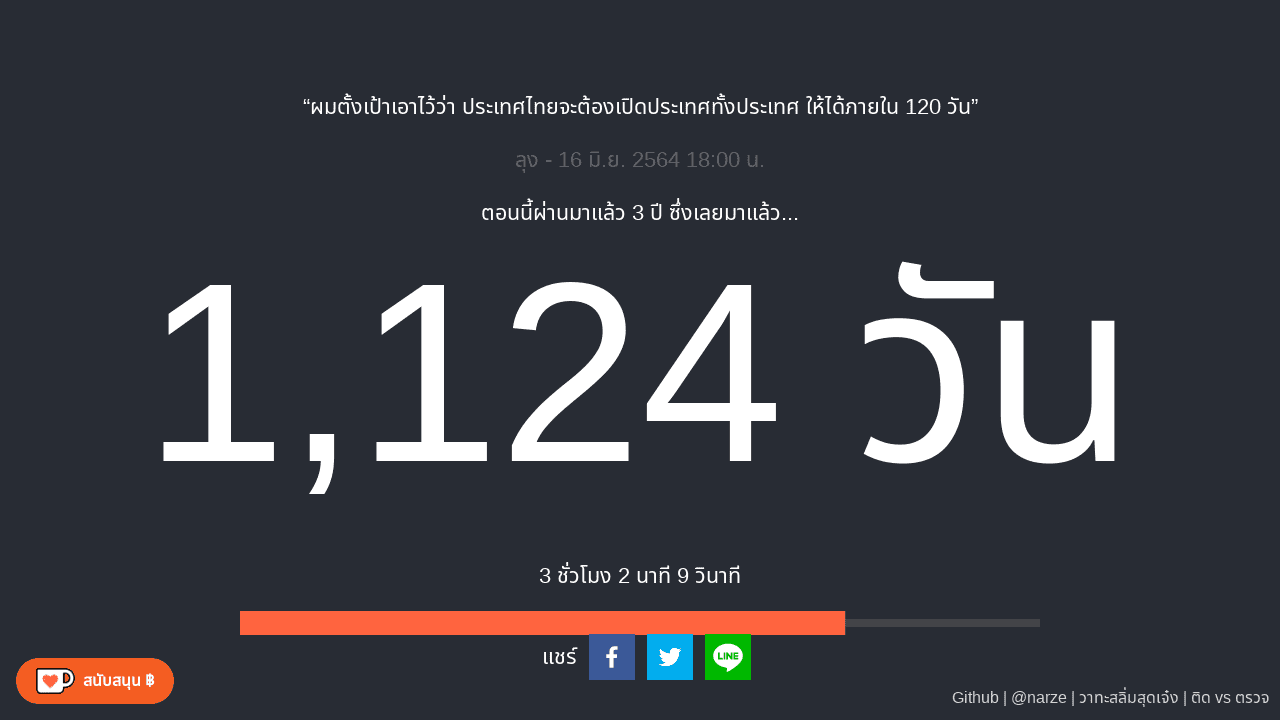 “ผมตั้งเป้าเอาไว้ว่า ประเทศไทยจะต้องเปิดประเทศทั้งประเทศ ให้ได้ภายใน 120 วัน”
ลุง - 16 มิ.ย. 2564 18:00 น.
ตอนนี้ผ่านมาแล้ว 3 ปี ซึ่งเลยมาแล้ว...
1,124 วัน
3 ชั่วโมง 2 นาที 9 วินาที
แชร์
LINE
สนับสนุน ฿
Github | @narze | วาทะสลิ่มสุดเจ๋ง | ติด vs ตรวจ